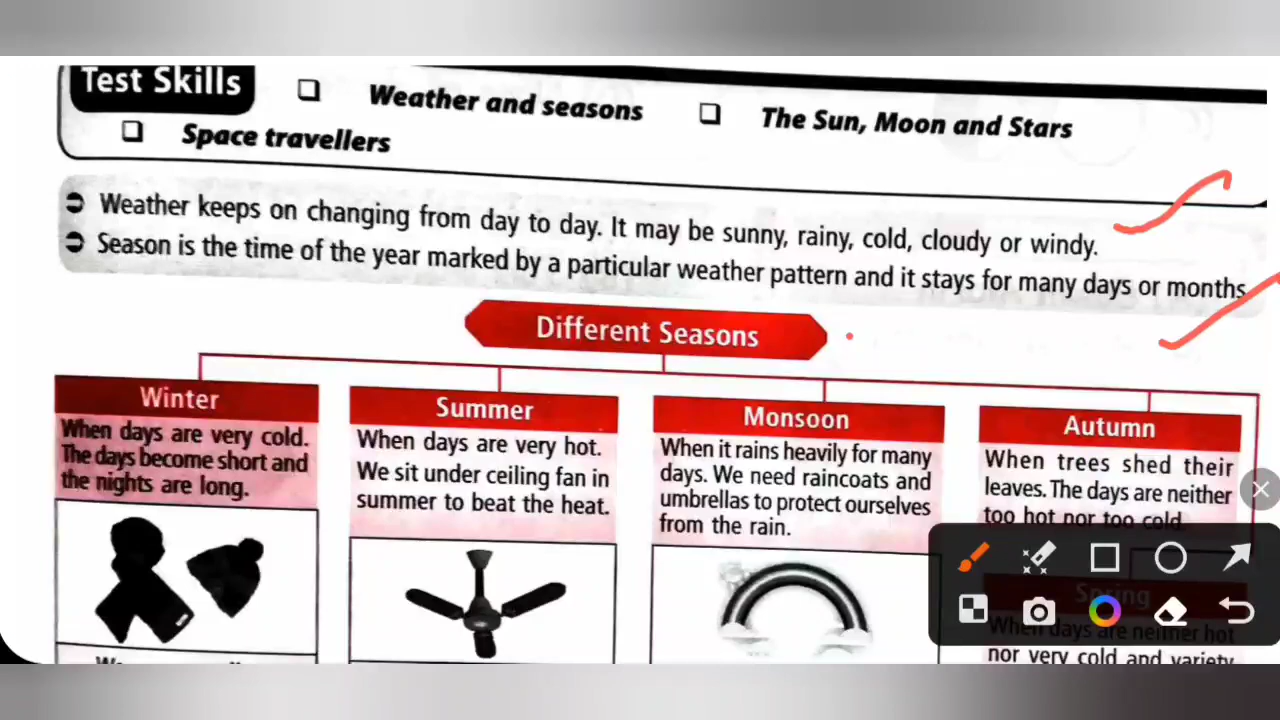 Test Skills
Weather and seasons
The Sun, Moon and Stars
Space travellers
Weather keeps on changing from day to day. It may be sunny, rainy, cold, cloudy or windy.
Season is the time of the year marked by a particular weather pattern and it stays for many days or months
Different Seasons
Winter
When days are very cold.
The days become short and
the nights are long.
Summer
When days are very hot.
We sit under ceiling fan in
summer to beat the heat.
Monsoon
When it rains heavily for many
days. We need raincoats and
umbrellas to protect ourselves
from the rain.
Autumn
When trees shed their
leaves. The days are neither
too hot nor too cold.
Spring
When days are neither hot
nor very cold and variety